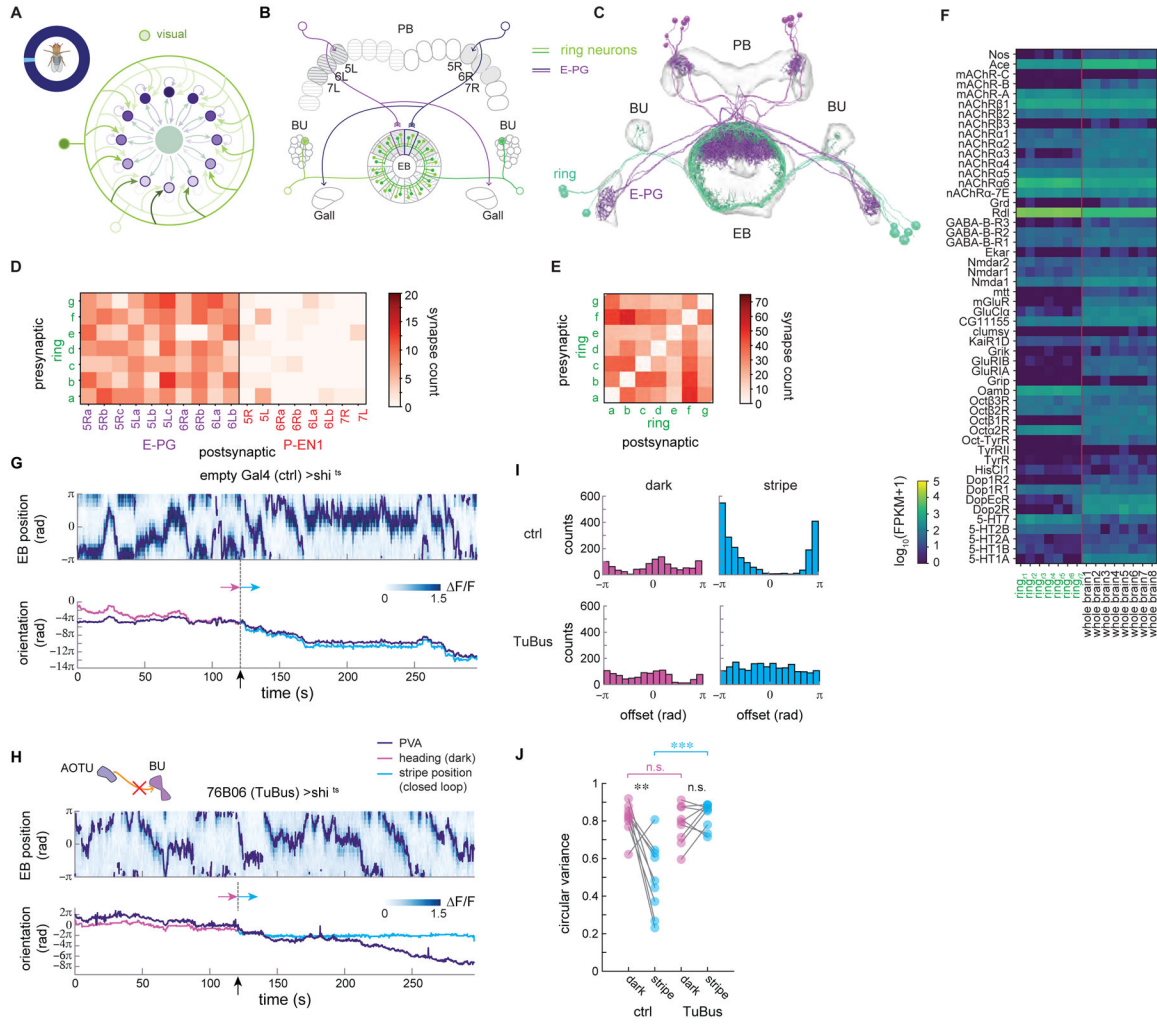 A
visual
B
PB
5L
6L
7L
5R
6R
7R
BU
BU
EB
Gall
Gall
ring neurons
E-PG
C
PB
BU
BU
ring
E-PG
EB
D
presynaptic
ring
g
f
e
d
c
b
a
5Ra
5Rb
5Rc
5La
5Lb
5Lc
6Ra
6Rb
6La
6Lb
5R
5L
6Ra
6Rb
6La
6Lb
7R
7L
E-PG
P-EN1
postsynaptic
20
15
10
5
0
synapse count
E
presynaptic
ring
g
f
e
d
c
b
a
a b c d e f g
ring
postsynaptic
70
60
50
40
30
20
10
0
synapse count
F
Nos
Ace
mAChR-C
mAChR-B
mAChR-A
nAChRβ1
nAChRβ2
nAChRβ3
nAChRα1
nAChRα2
nAChRα3
nAChRα4
nAChRα5
nAChRα6
nAChRα-7E
Grd
Rdl
GABA-B-R3
GABA-B-R2
GABA-B-R1
Ekar
Nmdar2
Nmdar1
Nmda1
mtt
mGluR
GluClα
CG11155
clumsy
KaiR1D
Grik
GluRIB
GluRIA
Grip
Oamb
Octβ3R
Octβ2R
Octβ1R
Octα2R
Oct-TyrR
TyrRII
TyrR
HisCl1
Dop1R2
Dop1R1
DopEcR
Dop2R
5-HT7
5-HT2B
5-HT2A
5-HT1B
5-HT1A
whole brain1
whole brain2
whole brain3
whole brain4
whole brain5
whole brain6
whole brain7
whole brain8
5
4
3
2
1
0
log10(FPKM+1)
G
empty Gal4 (ctrl) >shi ts
EB position
(rad)
π
0
-π
0
1.5
ΔF/F
orientation
(rad)
0
-4π
-6π
-10π
-14π
0 50 100 150 200 250
time (s)
H
AOTU
BU
76B06 (TuBus) >shi ts
PVA
heading (dark)
stripe position
(closed loop)
EB position
(rad)
π
0
-π
0
1.5
ΔF/F
orientation
(rad)
2π
0
-2π
-4π
-6π
-8π
0 50 100 150 200 250
time (s)
I
dark
stripe
ctrl
counts
600
400
200
0
-π 0 π
-π 0 π
TuBus
counts
600
400
200
0
-π 0 π
-π 0 π
offset (rad)
offset (rad)
J
***
n.s.
**
n.s.
circular variance
1
0.8
0.6
0.4
0.2
0
dark
stripe
dark
stripe
ctrl
TuBus